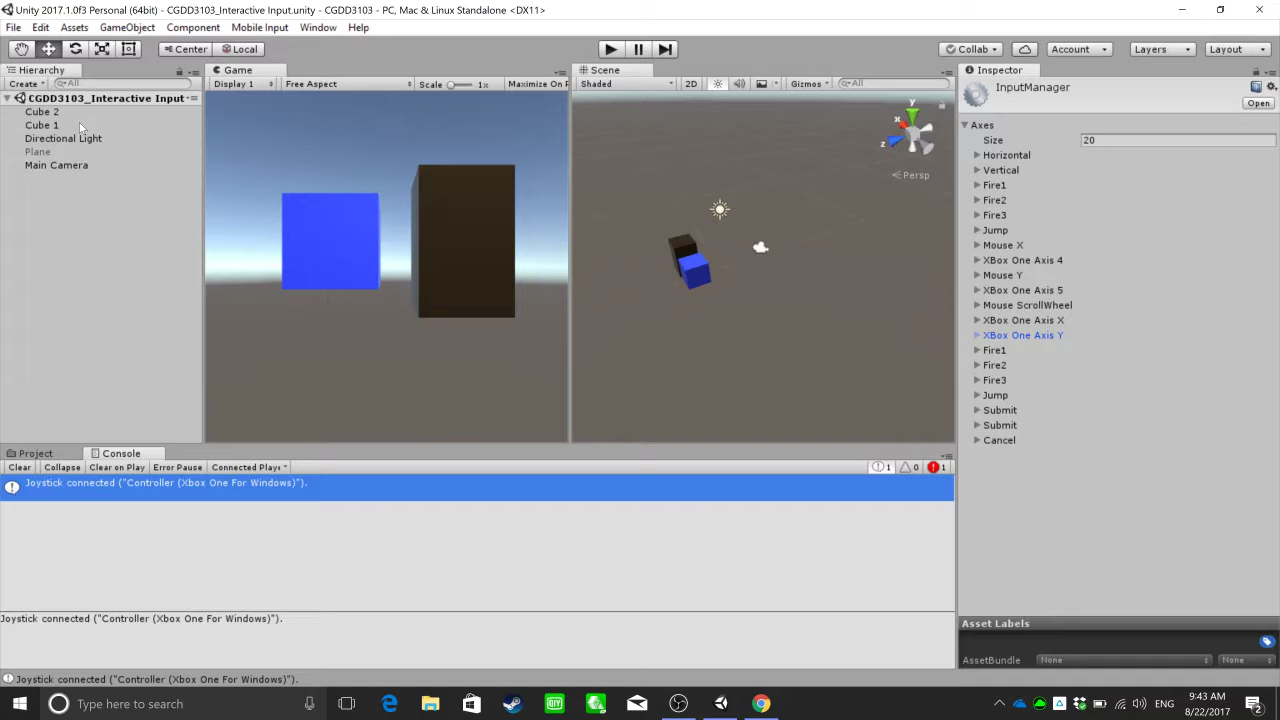 Unity 2017.1.0f3 Personal (64bit) - CGDD3103_Interactive Input.unity - CGDD3103 - PC, Mac & Linux Standalone <DX11>
File Edit Assets GameObject Component Mobile Input Window Help
Center Local Collab Account Layers Layout
Hierarchy
Create All
CGDD3103_Interactive Input
Cube 2
Cube 1
Directional Light
Plane
Main Camera
Game
Display 1 Free Aspect Scale 1x Maximize On P
Scene
Shaded 2D Gizmos All
y
x
z
Persp
Inspector
InputManager
Open
Axes
Size 20
Horizontal
Vertical
Fire1
Fire2
Fire3
Jump
Mouse X
XBox One Axis 4
Mouse Y
XBox One Axis 5
Mouse ScrollWheel
XBox One Axis X
XBox One Axis Y
Fire1
Fire2
Fire3
Jump
Submit
Submit
Cancel
Project Console
Clear Collapse Clear on Play Error Pause Connected Playe 1 0 1
Joystick connected ("Controller (Xbox One For Windows)").
Joystick connected ("Controller (Xbox One For Windows)").
Asset Labels
AssetBundle None None
Joystick connected ("Controller (Xbox One For Windows)").
Type here to search
DIY
ENG
9:43 AM
8/22/2017
2